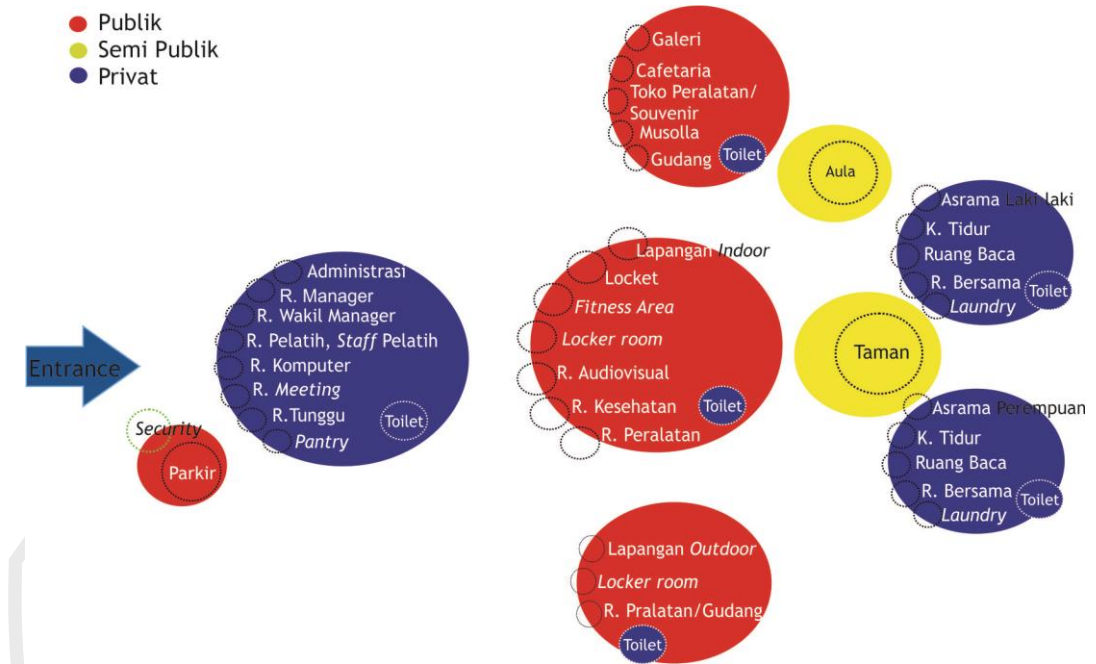 Publik
Semi Publik
Privat
Galeri
Cafetaria
Toko Peralatan/
Souvenir
Musolla
Gudang
Toilet
Aula
Asrama Laki-laki
K. Tidur
Ruang Baca
R. Bersama
Laundry
Toilet
Entrance
Security
Parkir
Administrasi
R. Manager
R. Wakil Manager
R. Pelatih, Staff Pelatih
R. Komputer
R. Meeting
R.Tunggu
Pantry
Toilet
Lapangan Indoor
Locket
Fitness Area
Locker room
R. Audiovisual
R. Kesehatan
R. Peralatan
Toilet
Taman
Asrama Perempuan
K. Tidur
Ruang Baca
R. Bersama
Laundry
Toilet
Lapangan Outdoor
Locker room
R. Pralatan/Gudang
Toilet